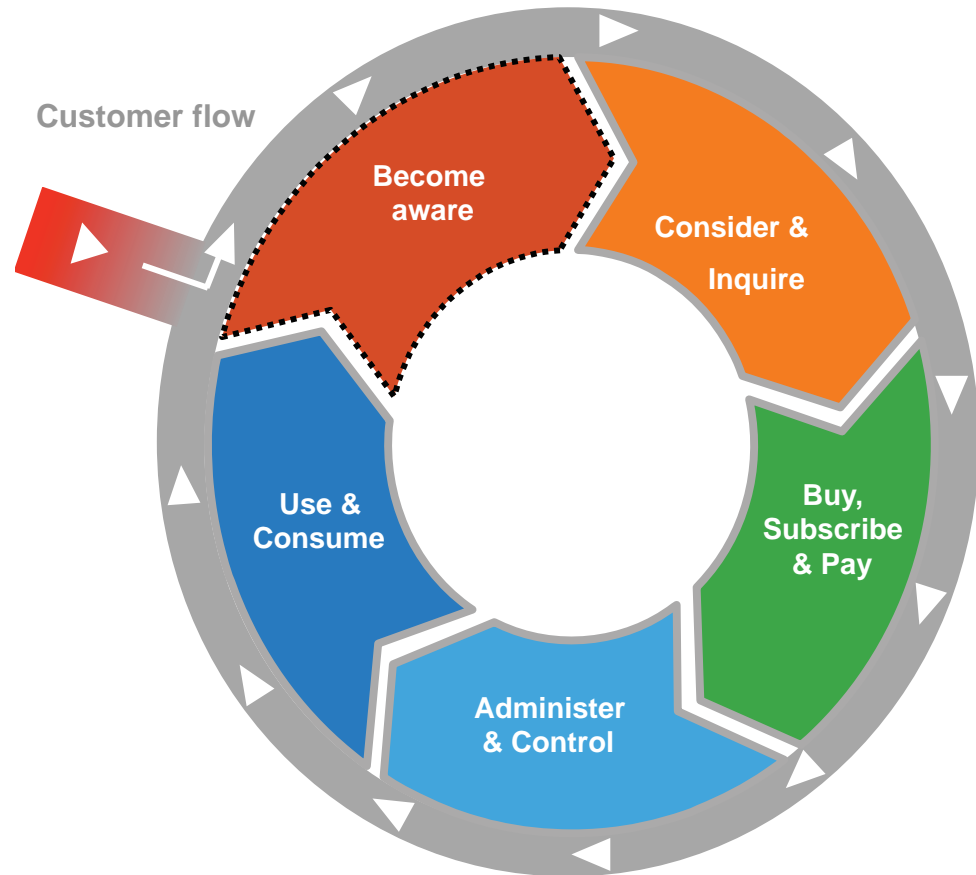 Customer flow
Become
aware
Consider &
Inquire
Buy,
Subscribe
& Pay
Administer
& Control
Use &
Consume